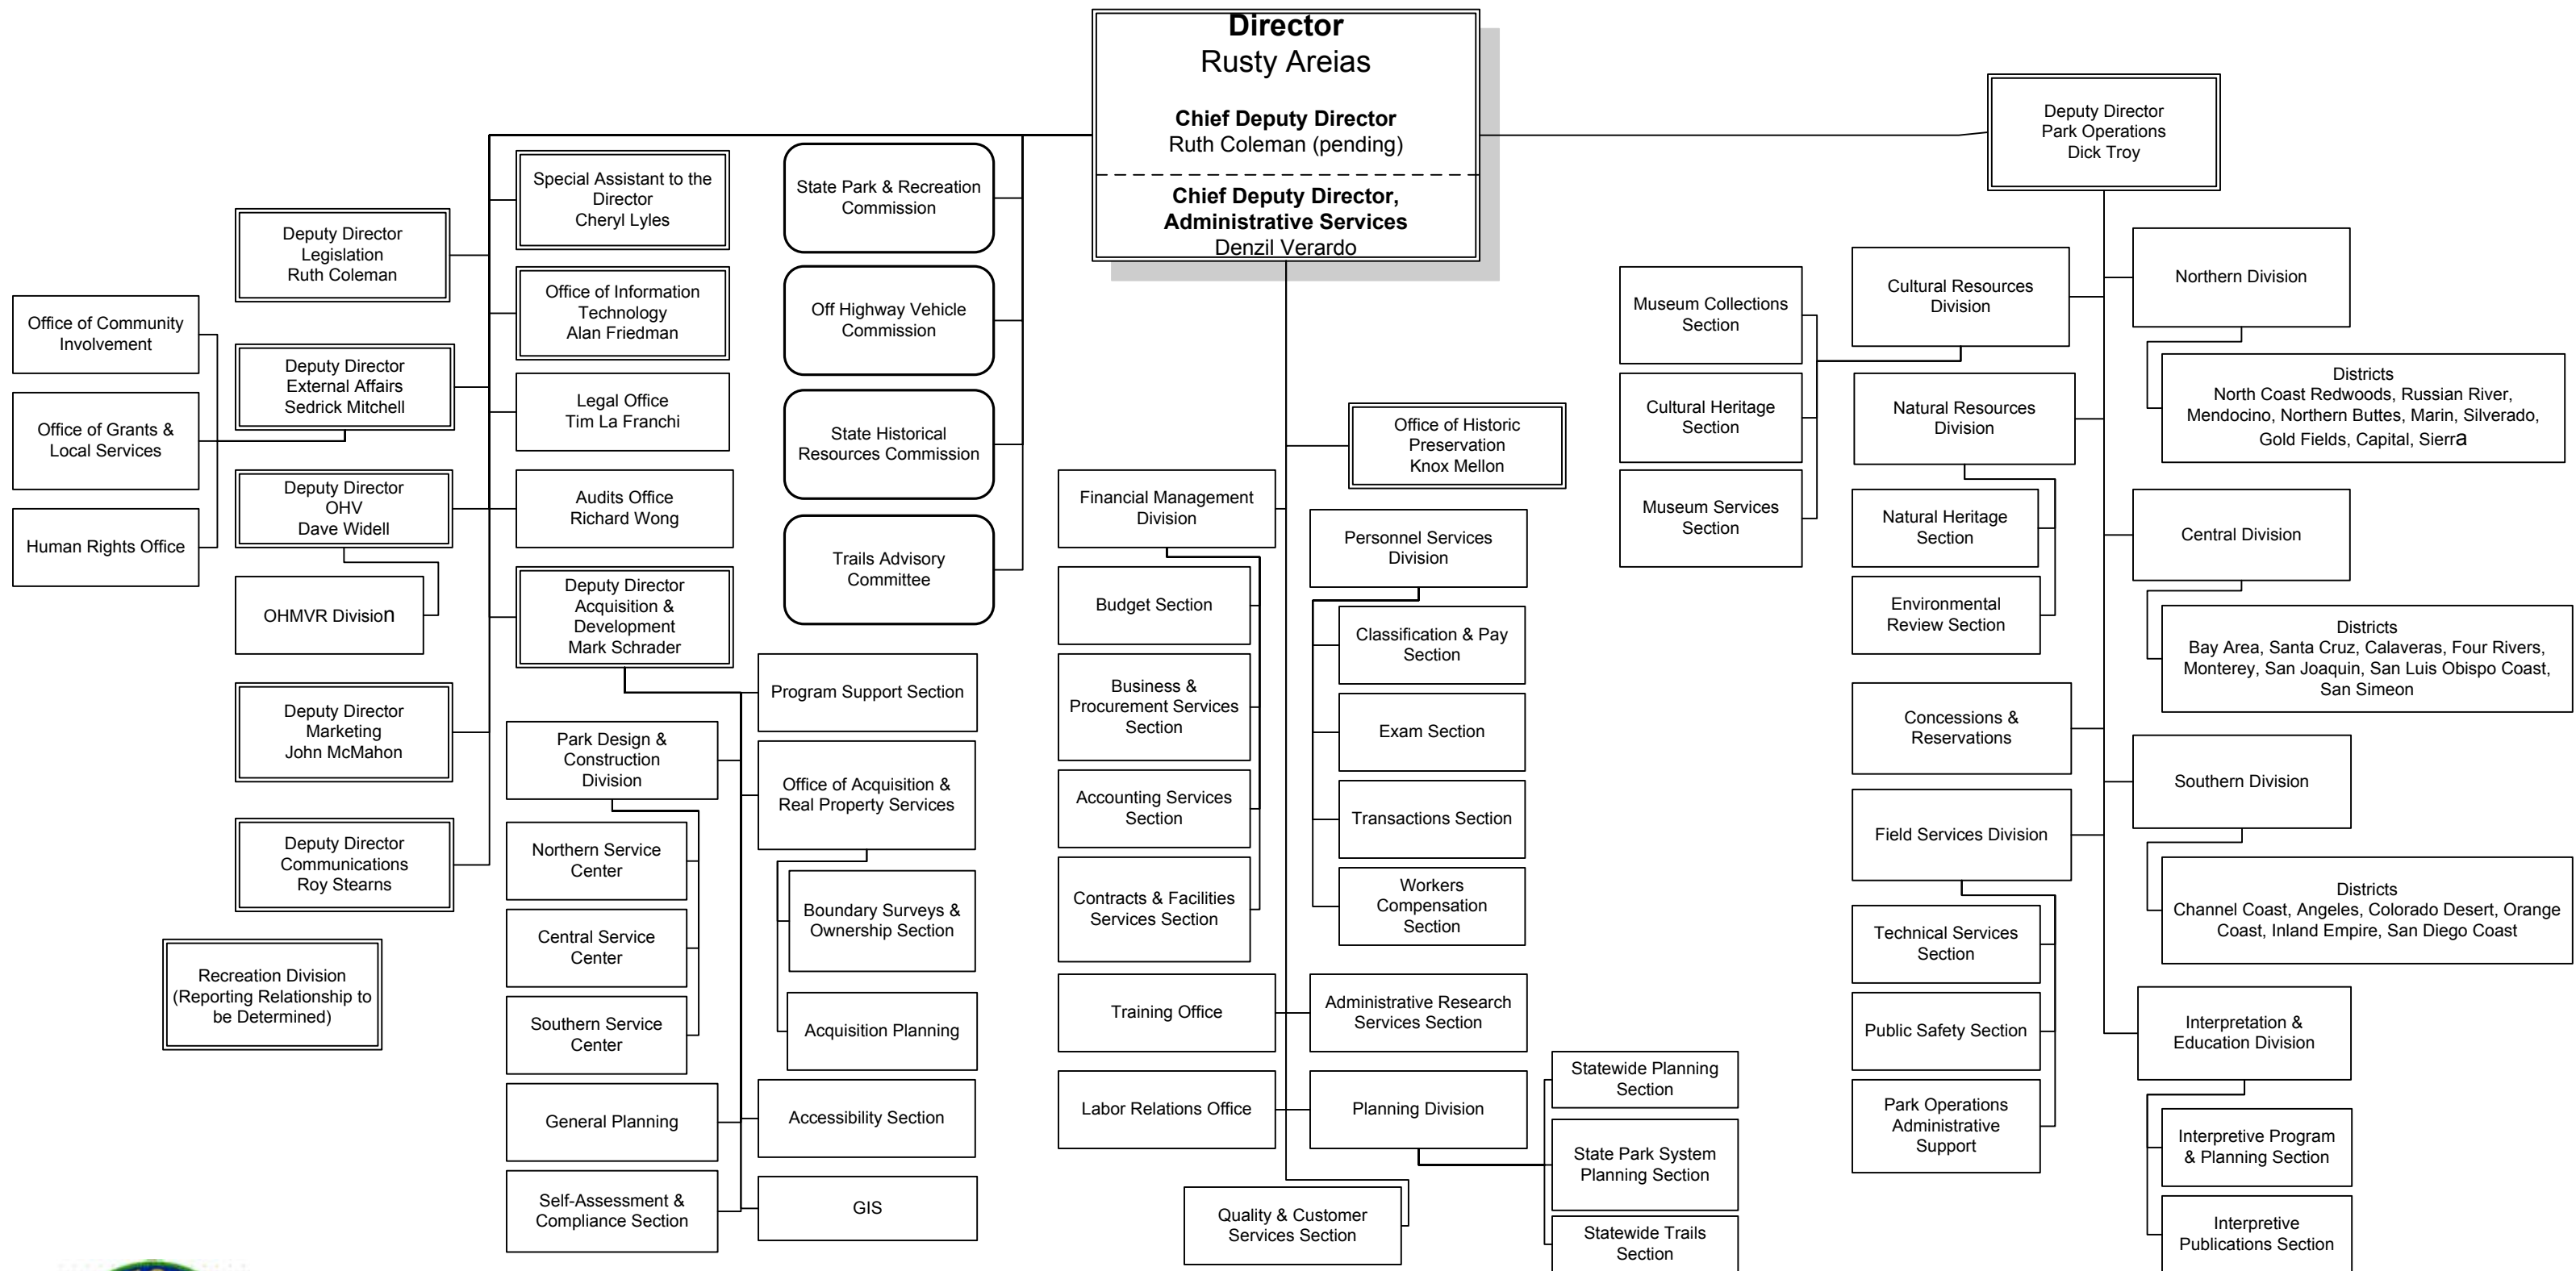 Director
Rusty Areias
Chief Deputy Director
Ruth Coleman (pending)
Chief Deputy Director,
Administrative Services
Denzil Verardo
Deputy Director
Park Operations
Dick Troy
Special Assistant to the
Director
Cheryl Lyles
State Park & Recreation
Commission
Deputy Director
Legislation
Ruth Coleman
Office of Information
Technology
Alan Friedman
Off Highway Vehicle
Commission
Office of Community
Involvement
Deputy Director
External Affairs
Sedrick Mitchell
Legal Office
Tim La Franchi
State Historical
Resources Commission
Office of Grants &
Local Services
Deputy Director
OHV
Dave Widell
Audits Office
Richard Wong
Trails Advisory
Committee
Human Rights Office
OHMVR Division
Deputy Director
Acquisition &
Development
Mark Schrader
Deputy Director
Marketing
John McMahon
Deputy Director
Communications
Roy Stearns
Recreation Division
(Reporting Relationship to
be Determined)
Program Support Section
Park Design &
Construction
Division
Office of Acquisition &
Real Property Services
Northern Service
Center
Central Service
Center
Southern Service
Center
Boundary Surveys &
Ownership Section
Acquisition Planning
General Planning
Accessibility Section
Self-Assessment &
Compliance Section
GIS
Office of Historic
Preservation
Knox Mellon
Financial Management
Division
Budget Section
Business &
Procurement Services
Section
Accounting Services
Section
Contracts & Facilities
Services Section
Personnel Services
Division
Classification & Pay
Section
Exam Section
Transactions Section
Workers
Compensation
Section
Training Office
Administrative Research
Services Section
Labor Relations Office
Planning Division
Statewide Planning
Section
State Park System
Planning Section
Statewide Trails
Section
Quality & Customer
Services Section
Cultural Resources
Division
Museum Collections
Section
Cultural Heritage
Section
Museum Services
Section
Natural Resources
Division
Natural Heritage
Section
Environmental
Review Section
Concessions &
Reservations
Field Services Division
Technical Services
Section
Public Safety Section
Park Operations
Administrative
Support
Northern Division
Districts
North Coast Redwoods, Russian River,
Mendocino, Northern Buttes, Marin, Silverado,
Gold Fields, Capital, Sierra
Central Division
Districts
Bay Area, Santa Cruz, Calaveras, Four Rivers,
Monterey, San Joaquin, San Luis Obispo Coast,
San Simeon
Southern Division
Districts
Channel Coast, Angeles, Colorado Desert, Orange
Coast, Inland Empire, San Diego Coast
Interpretation &
Education Division
Interpretive Program
& Planning Section
Interpretive
Publications Section